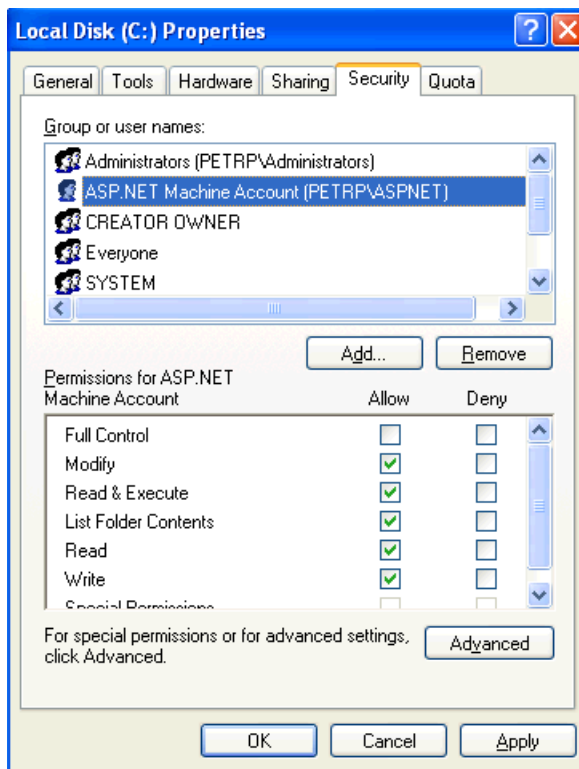 Local Disk (C:) Properties
General Tools Hardware Sharing Security Quota
Group or user names:
Administrators (PETRP\Administrators)
ASP.NET Machine Account (PETRP\ASPNET)
CREATOR OWNER
Everyone
SYSTEM
Add... Remove
Permissions for ASP.NET
Machine Account Allow Deny
Full Control
Modify
Read & Execute
List Folder Contents
Read
Write
Special Permissions
For special permissions or for advanced settings,
click Advanced.
Advanced
OK Cancel Apply